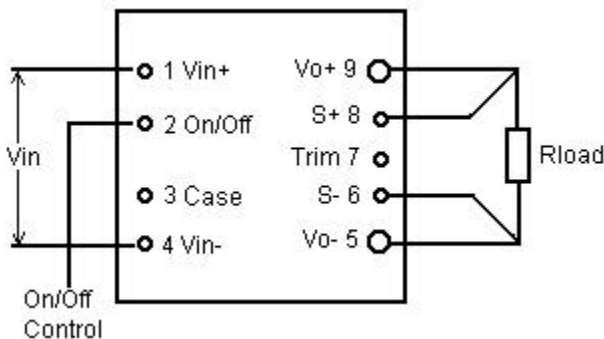 1 Vin+
Vo+ 9
2 On/Off
S+ 8
Vin
Trim 7
Rload
3 Case
S- 6
4 Vin-
Vo- 5
On/Off
Control